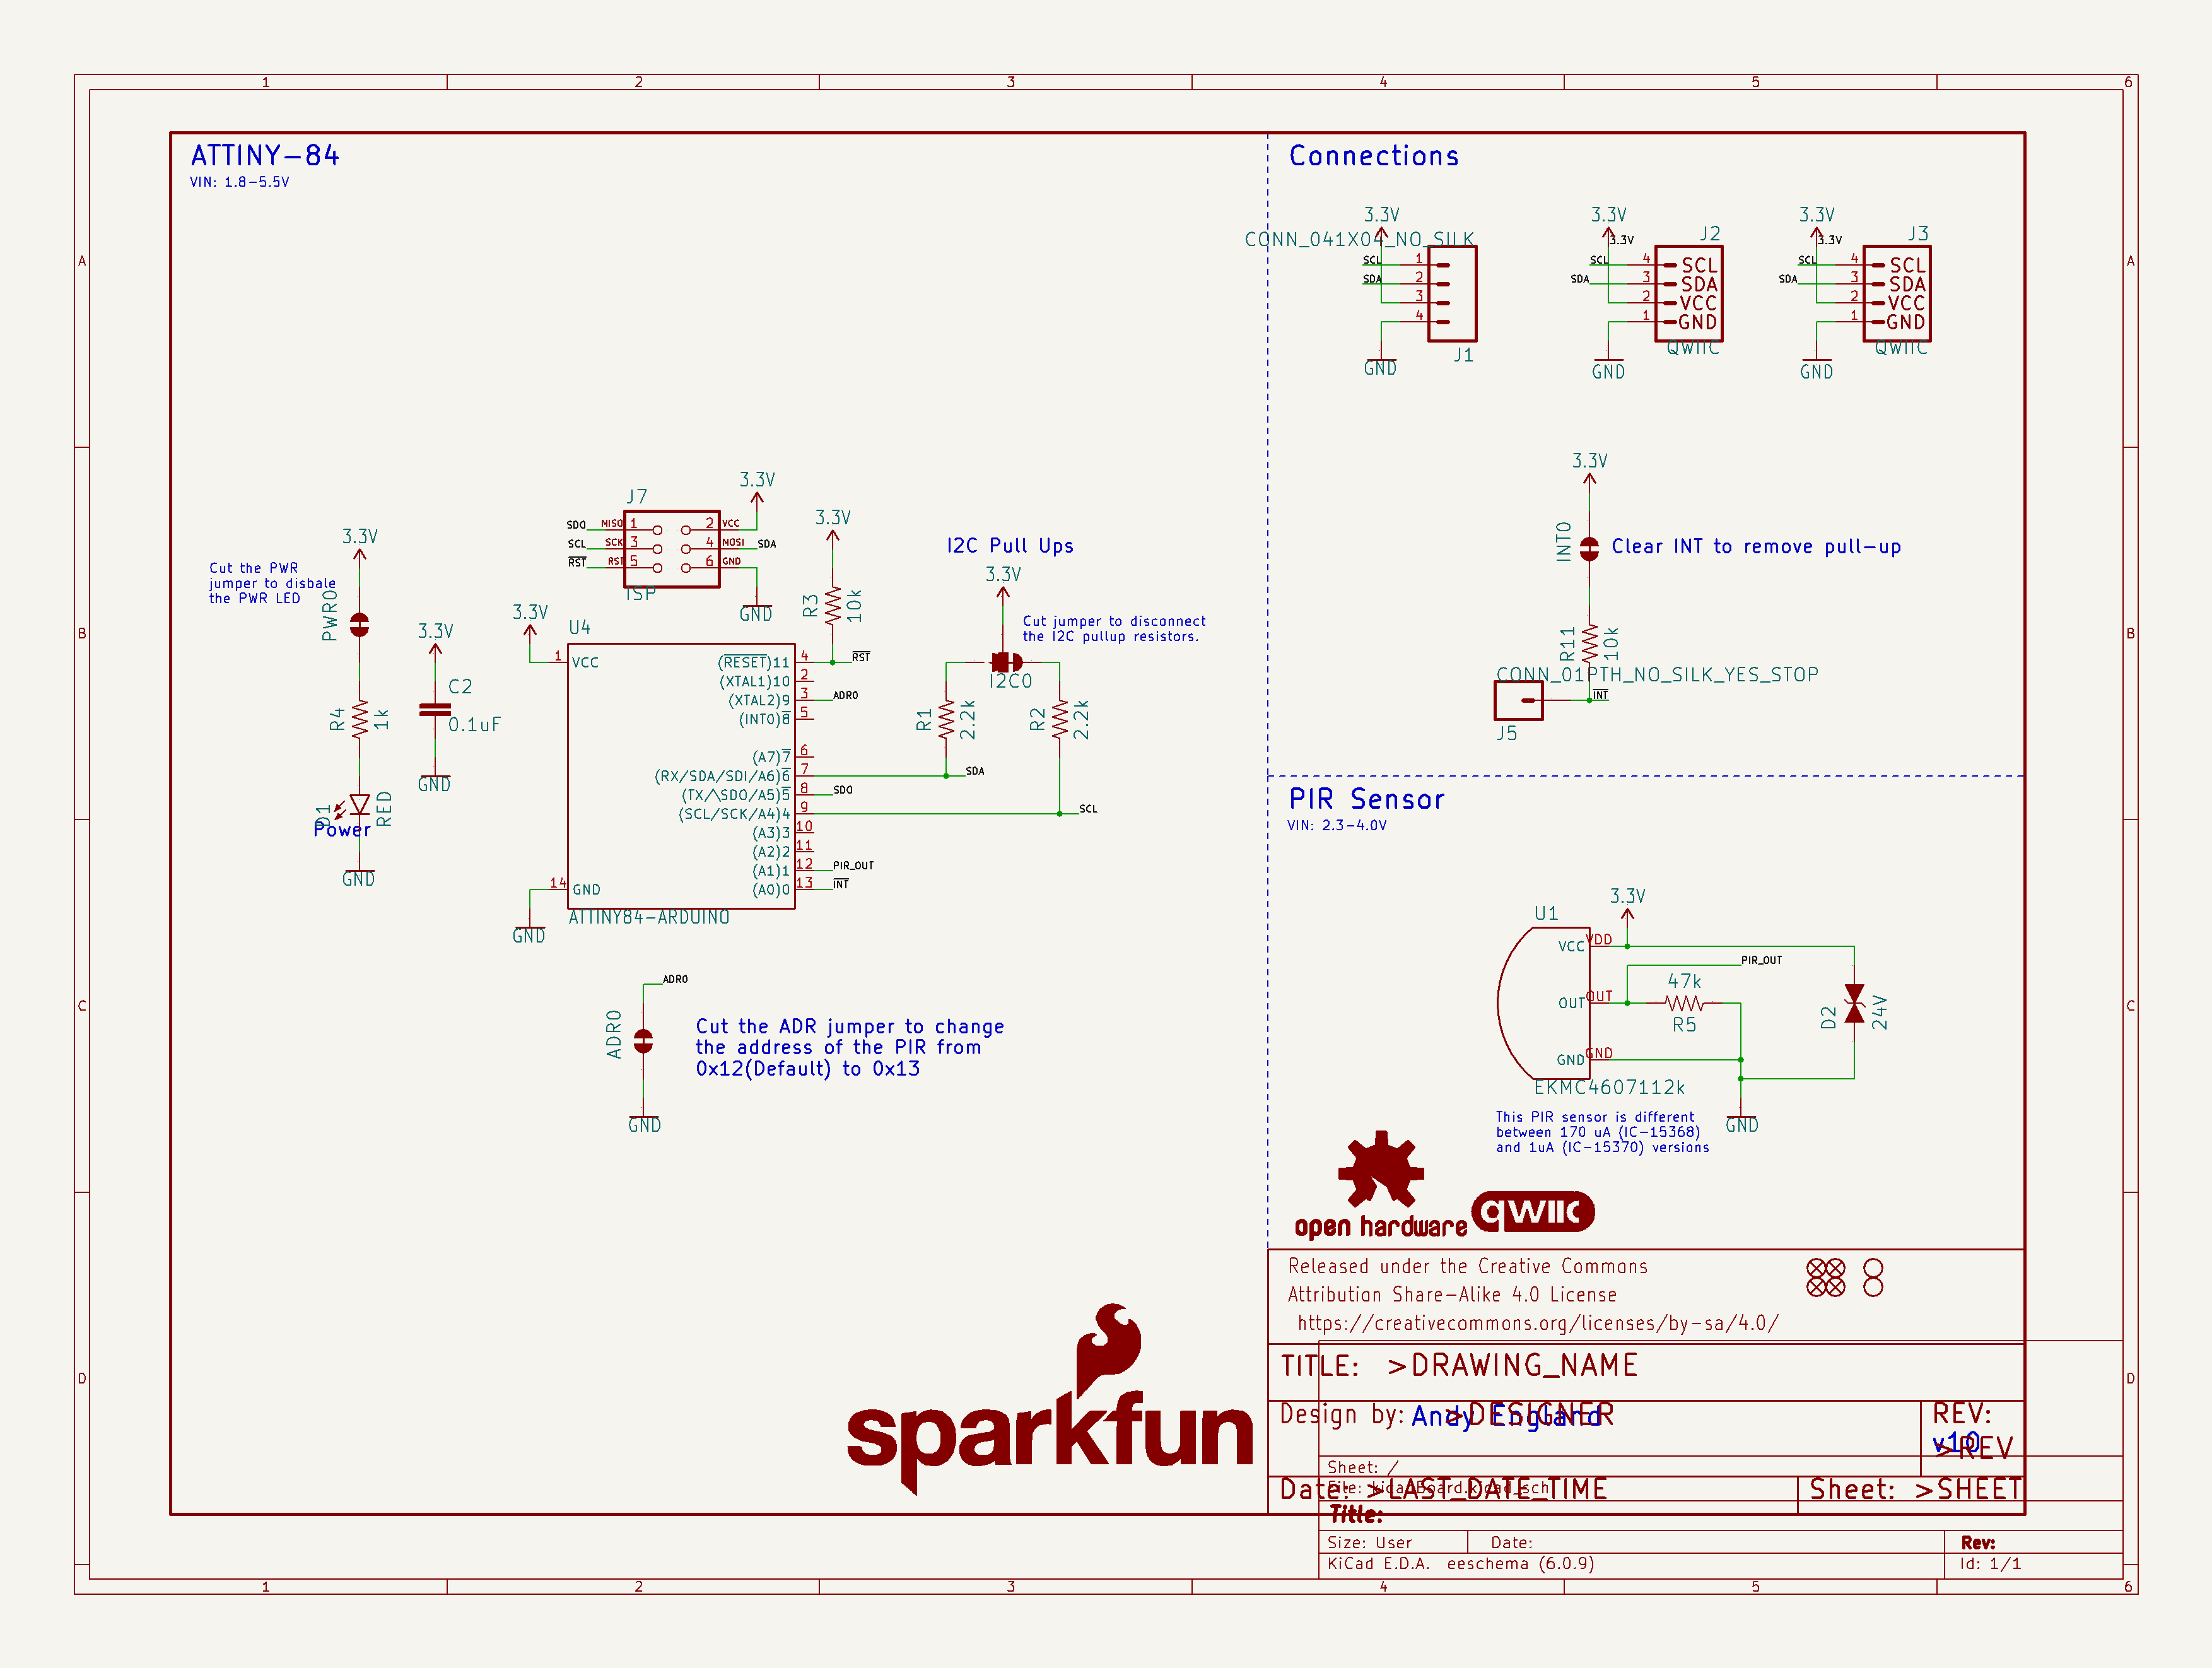 1 2 3 4 5 6
A
B
C
D
ATTINY-84
VIN: 1.8-5.5V
3.3V
Cut the PWR
jumper to disbale
the PWR LED
PWR0
R4
1k
D1
RED
Power
GND
3.3V
C2
0.1uF
GND
J7
3.3V
SDO MISO 1 2 VCC
SCL SCK 3 4 MOSI SDA
RST RST 5 6 GND
ISP
GND
3.3V
R3
10k
3.3V
U4
1 VCC
(RESET)11 4 RST
(XTAL1)10 2
(XTAL2)9 3 ADR0
(INT0)8 5
(A7)7 6
(RX/SDA/SDI/A6)6 7 SDA
(TX/\SDO/A5)5 8 SDO
(SCL/SCK/A4)4 9 SCL
(A3)3 10
(A2)2 11
(A1)1 12 PIR_OUT
14 GND
(A0)0 13 INT
ATTINY84-ARDUINO
GND
I2C Pull Ups
3.3V
Cut jumper to disconnect
the I2C pullup resistors.
I2C0
R1
2.2k
R2
2.2k
ADR0
ADR0
Cut the ADR jumper to change
the address of the PIR from
0x12(Default) to 0x13
GND
Connections
3.3V
CONN_041X04_NO_SILK
SCL 1
SDA 2
3
4
J1
GND
3.3V
3.3V
J2
SCL 4 SCL
SDA 3 SDA
2 VCC
1 GND
QWIIC
GND
3.3V
3.3V
J3
SCL 4 SCL
SDA 3 SDA
2 VCC
1 GND
QWIIC
GND
3.3V
INT0
Clear INT to remove pull-up
R11
10k
CONN_01PTH_NO_SILK_YES_STOP
INT
J5
PIR Sensor
VIN: 2.3-4.0V
3.3V
U1
VCC VDD
PIR_OUT
47k
OUT OUT
R5
D2
24V
GND GND
EKMC4607112k
This PIR sensor is different
between 170 uA (IC-15368)
and 1uA (IC-15370) versions
GND
open hardware
qwiic
sparkfun
Released under the Creative Commons
Attribution Share-Alike 4.0 License
https://creativecommons.org/licenses/by-sa/4.0/
TITLE: >DRAWING_NAME
Design by: Andy England
>DESIGNER
REV:
v10
>REV
Sheet: /
File: kicadBoard.kicad_sch
Date: >LAST_DATE_TIME
Sheet: >SHEET
Title:
Size: User
Date:
Rev:
KiCad E.D.A. eeschema (6.0.9)
Id: 1/1
A
B
C
D
1 2 3 4 5 6